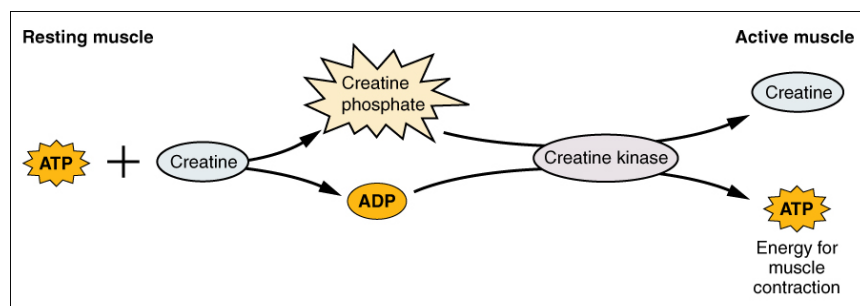 Resting muscle
Active muscle
Creatine
phosphate
Creatine
ATP
Creatine
Creatine kinase
ADP
ATP
Energy for
muscle
contraction